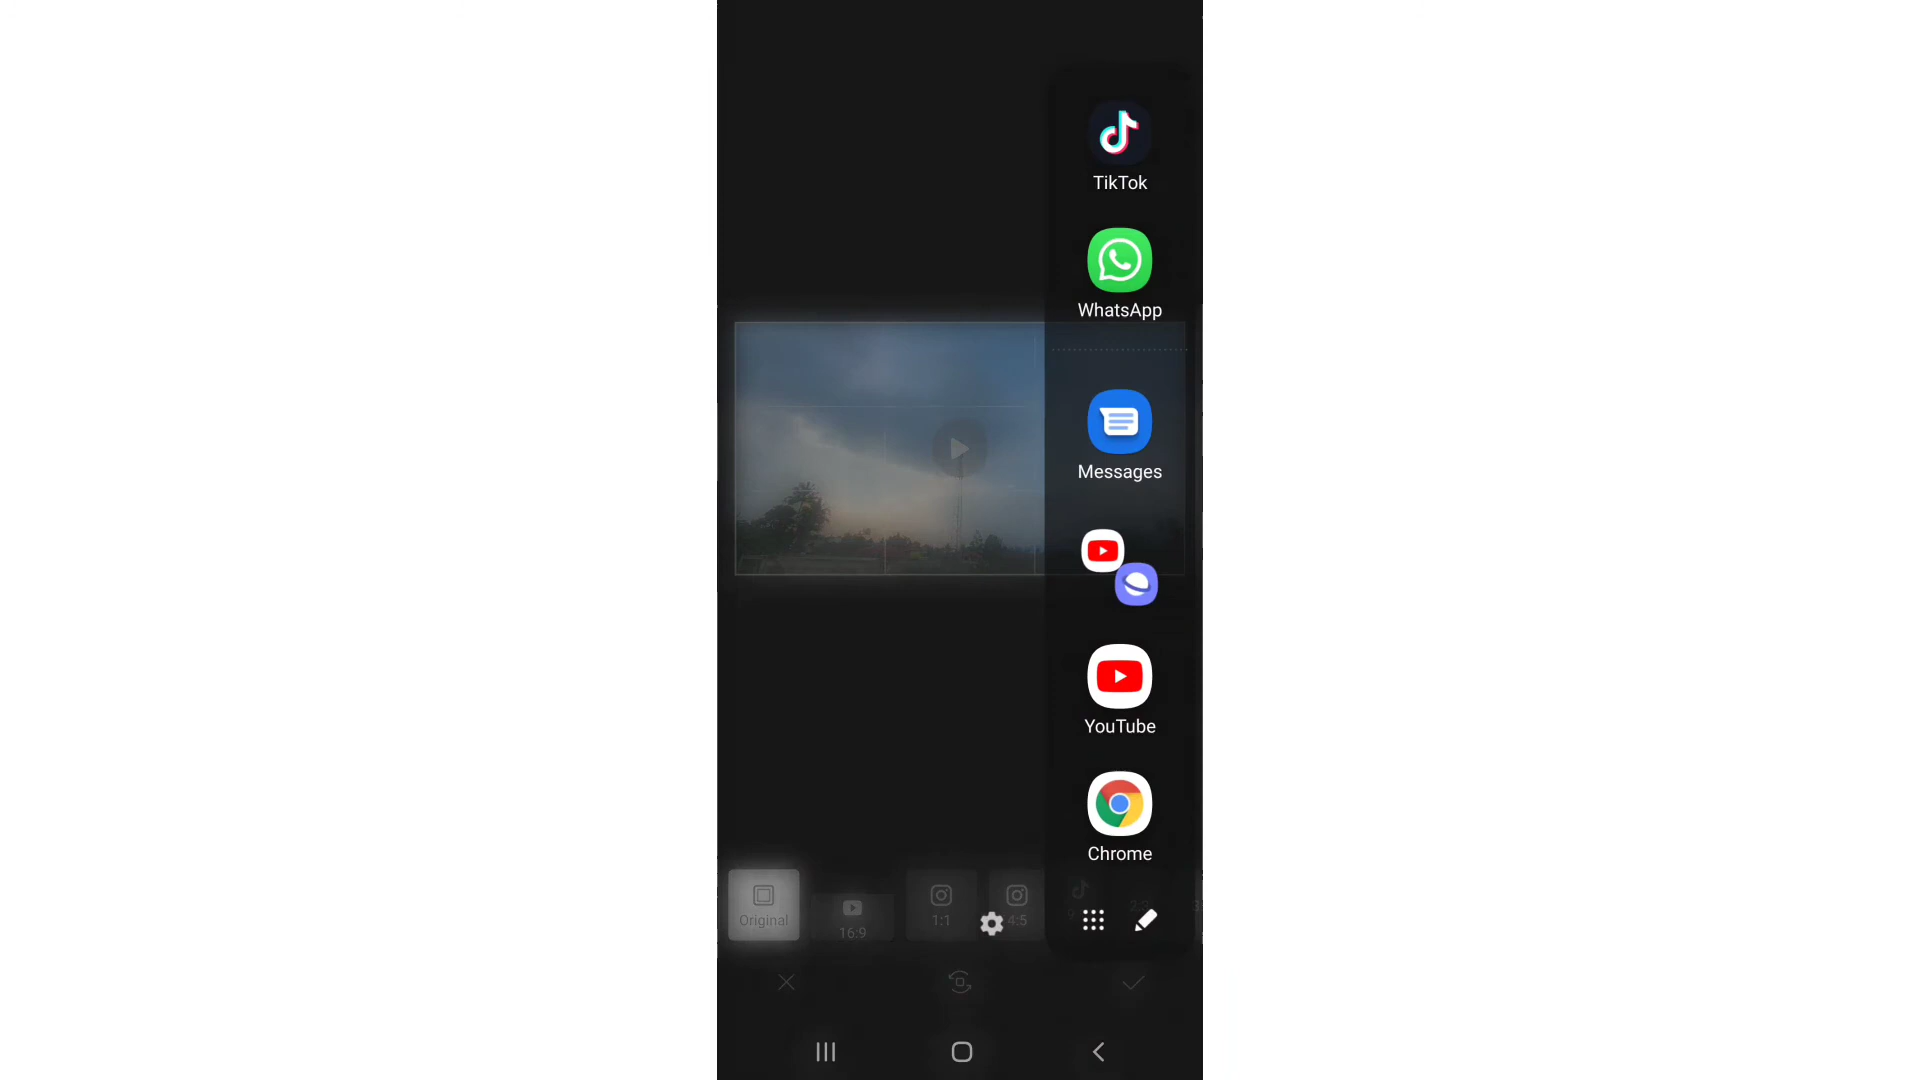 TikTok
WhatsApp
Messages
YouTube
Chrome
Original
16:9
1:1
4:5